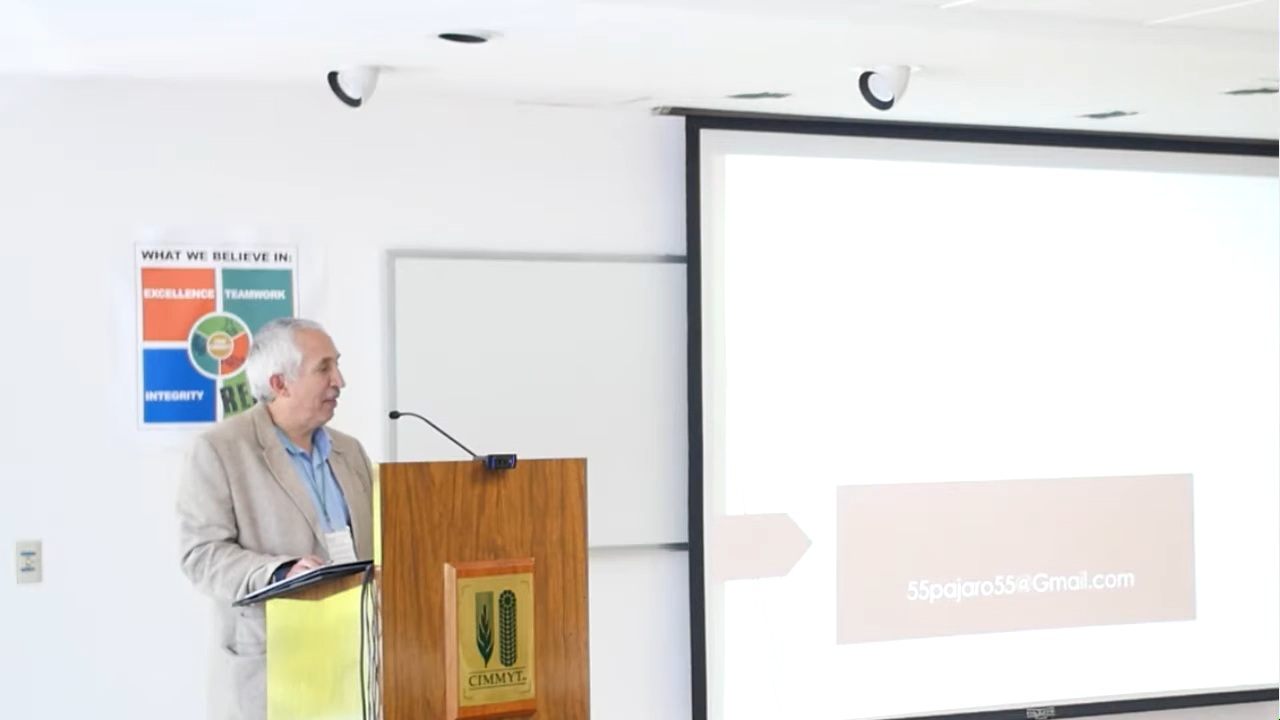 WHAT WE BELIEVE IN:
EXCELLENCE
TEAMWORK
INTEGRITY
CIMMYT
55pajaro55@Gmail.com